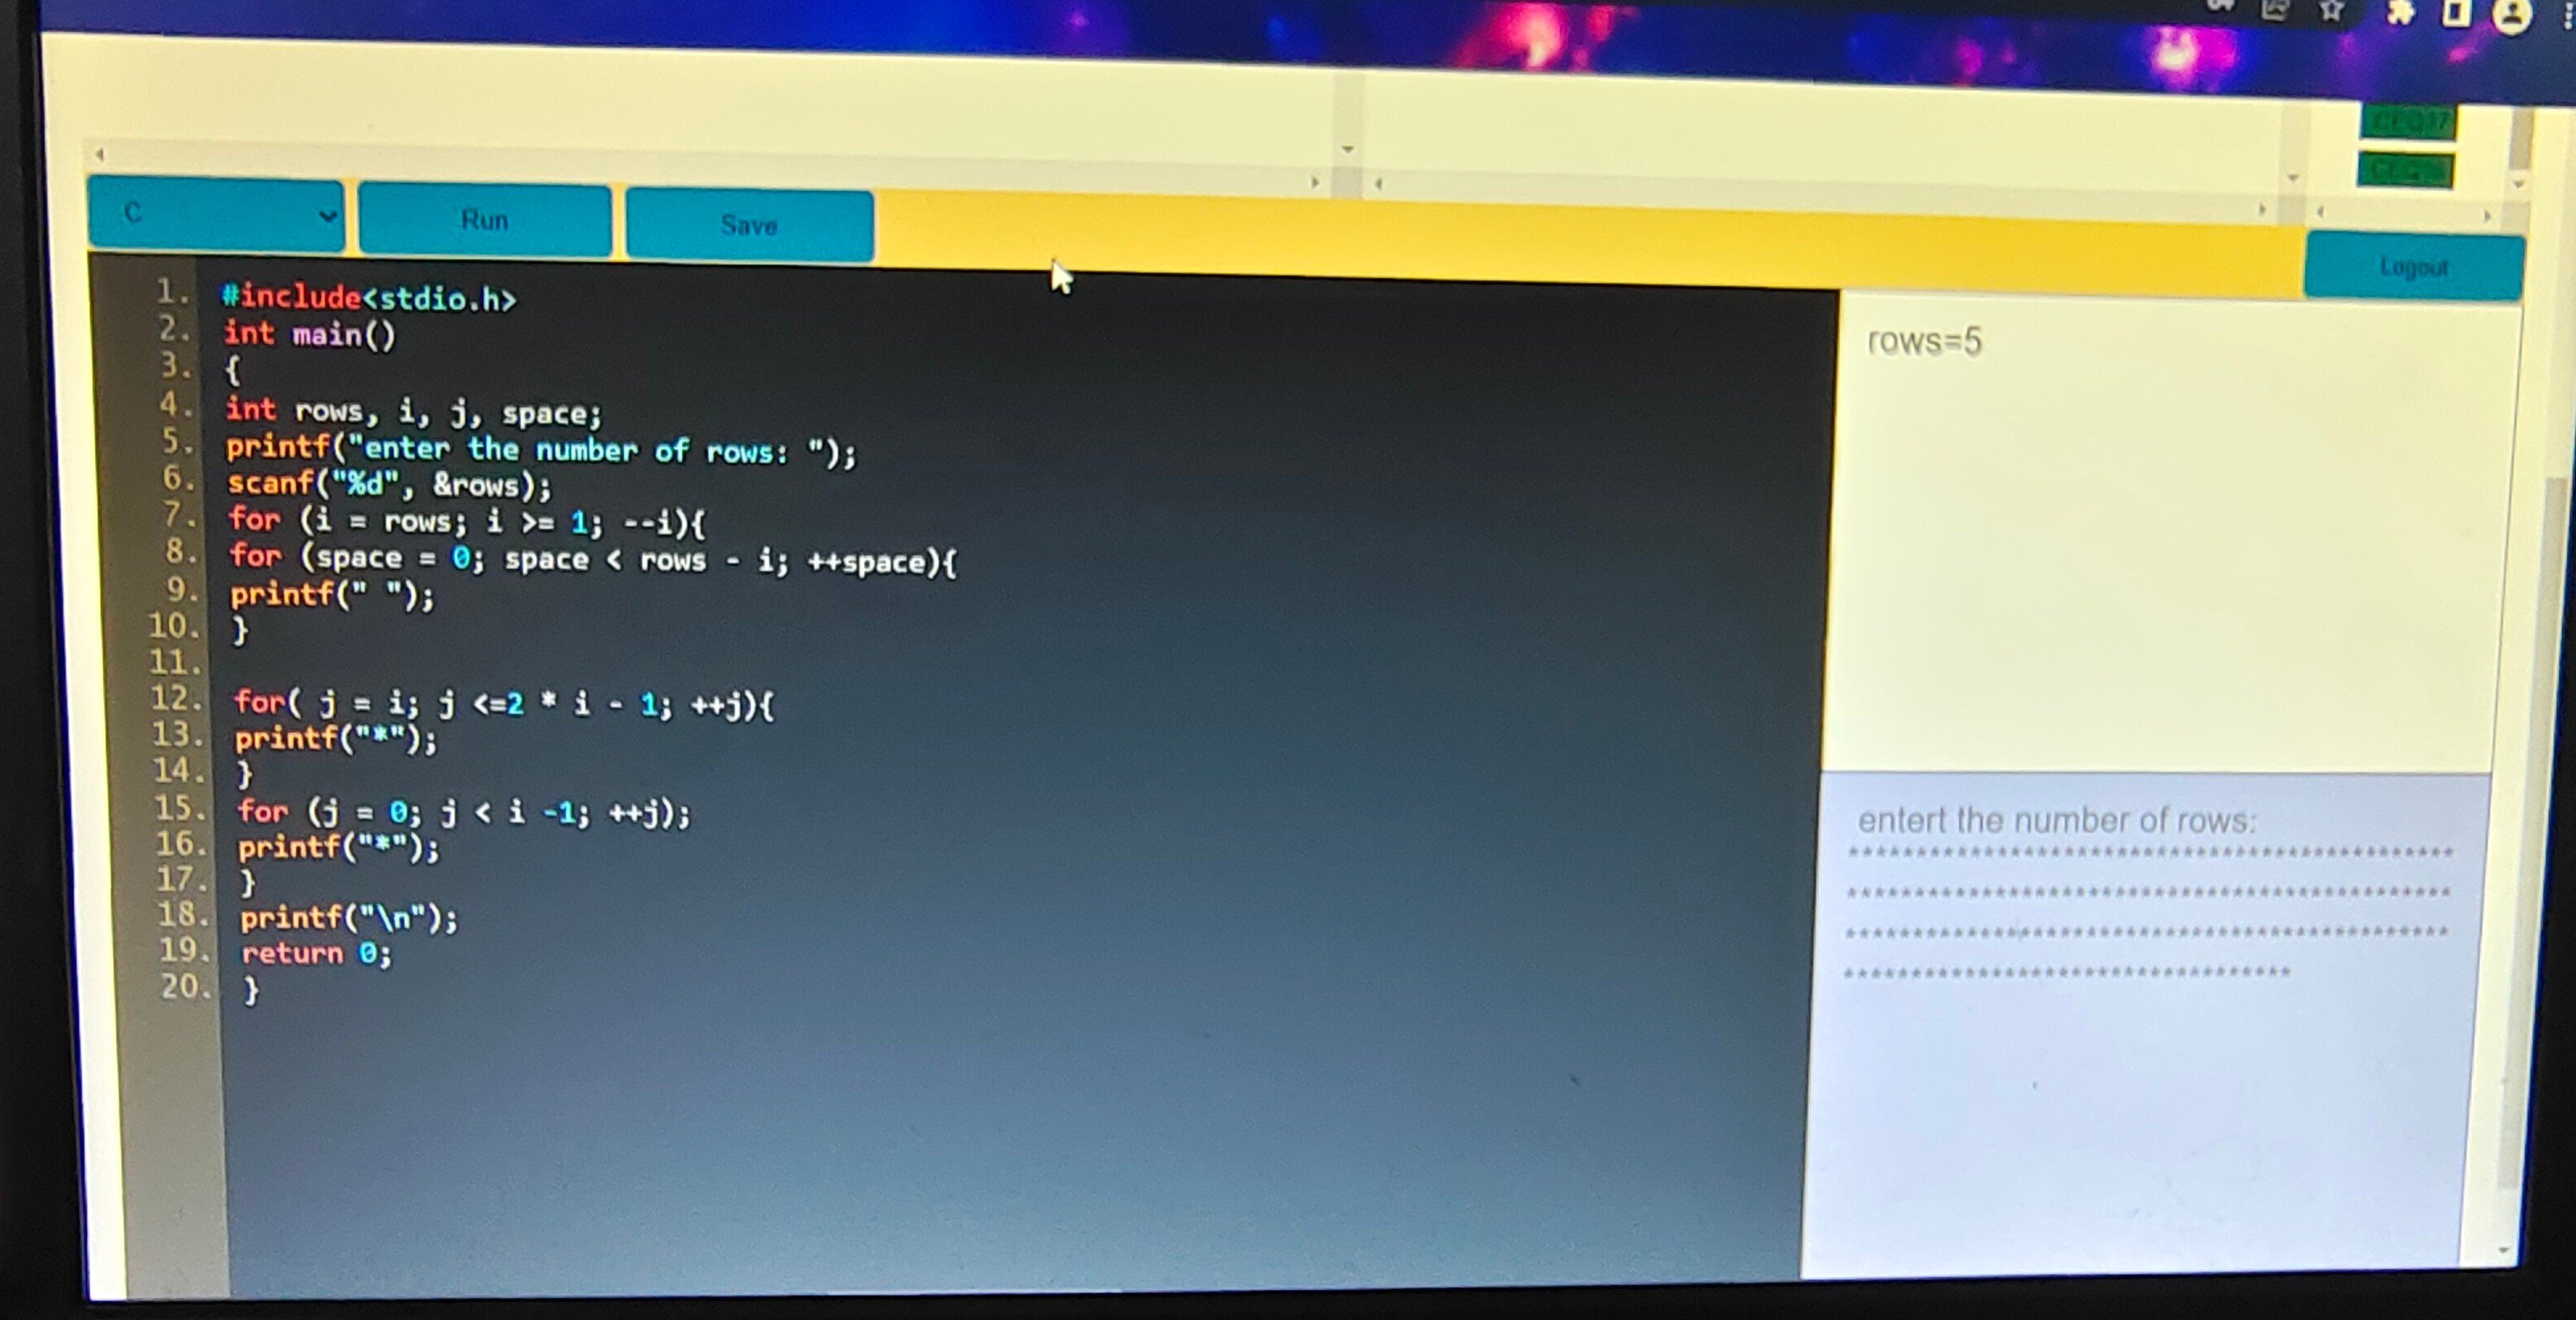 C
Run
Save
Logout
1. #include<stdio.h>
2. int main()
3. {
4. int rows, i, j, space;
5. printf("enter the number of rows: ");
6. scanf("%d", &rows);
7. for (i = rows; i >= 1; --i){
8. for (space = 0; space < rows - i; ++space){
9. printf(" ");
10. }
11.
12. for( j = i; j <=2 * i - 1; ++j){
13. printf("*");
14. }
15. for (j = 0; j < i -1; ++j);
16. printf("*");
17. }
18. printf("\n");
19. return 0;
20. }
rows=5
entert the number of rows: